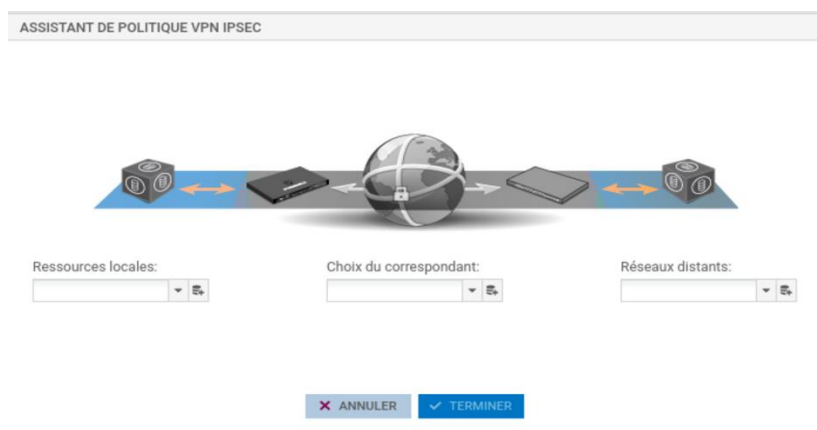 ASSISTANT DE POLITIQUE VPN IPSEC
Ressources locales:
Choix du correspondant:
Réseaux distants:
ANNULER
TERMINER